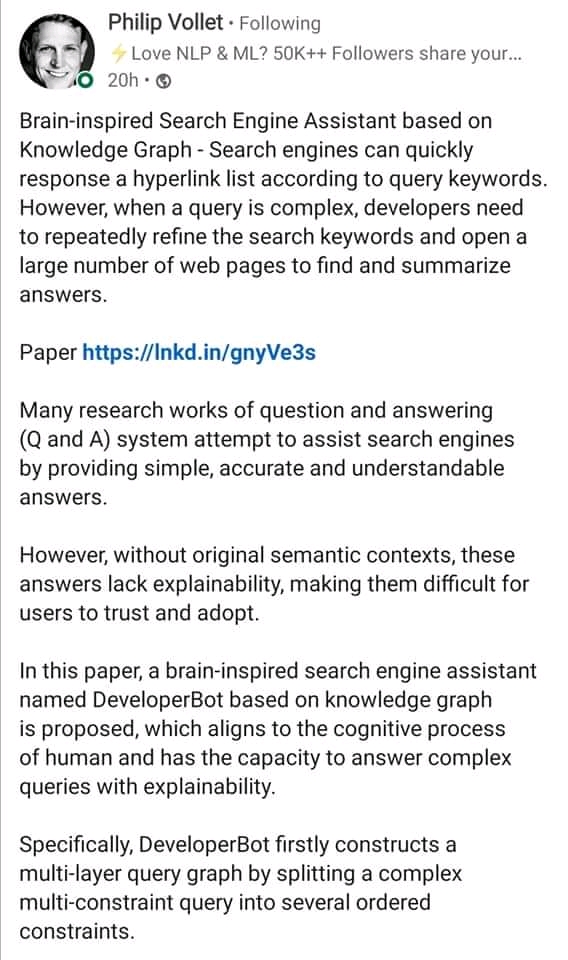 Philip Vollet • Following
⚡Love NLP & ML? 50K++ Followers share your...
20h •
Brain-inspired Search Engine Assistant based on
Knowledge Graph - Search engines can quickly
response a hyperlink list according to query keywords.
However, when a query is complex, developers need
to repeatedly refine the search keywords and open a
large number of web pages to find and summarize
answers.
Paper https://lnkd.in/gnyVe3s
Many research works of question and answering
(Q and A) system attempt to assist search engines
by providing simple, accurate and understandable
answers.
However, without original semantic contexts, these
answers lack explainability, making them difficult for
users to trust and adopt.
In this paper, a brain-inspired search engine assistant
named DeveloperBot based on knowledge graph
is proposed, which aligns to the cognitive process
of human and has the capacity to answer complex
queries with explainability.
Specifically, DeveloperBot firstly constructs a
multi-layer query graph by splitting a complex
multi-constraint query into several ordered
constraints.